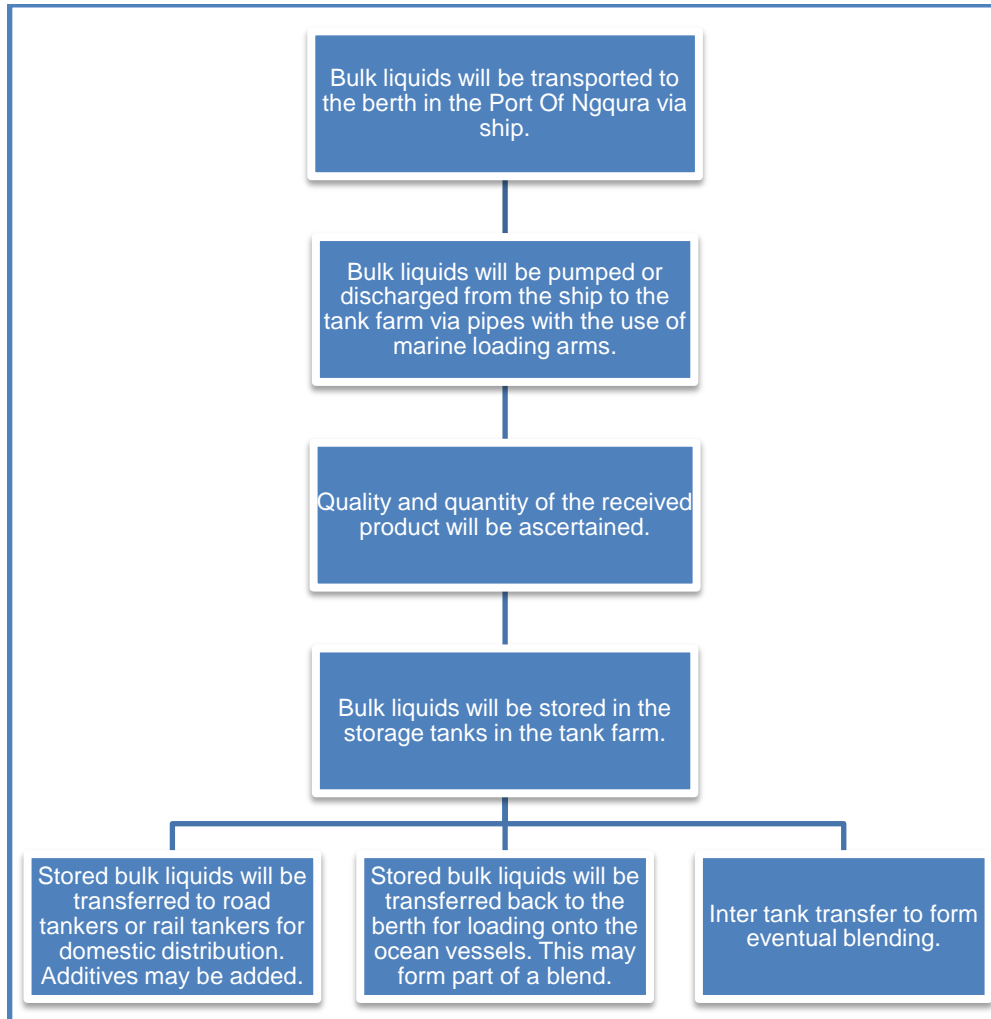 Bulk liquids will be transported to
the berth in the Port Of Ngqura via
ship.
Bulk liquids will be pumped or
discharged from the ship to the
tank farm via pipes with the use of
marine loading arms.
Quality and quantity of the received
product will be ascertained.
Bulk liquids will be stored in the
storage tanks in the tank farm.
Stored bulk liquids will be
transferred to road
tankers or rail tankers for
domestic distribution.
Additives may be added.
Stored bulk liquids will be
transferred back to the
berth for loading onto the
ocean vessels. This may
form part of a blend.
Inter tank transfer to form
eventual blending.